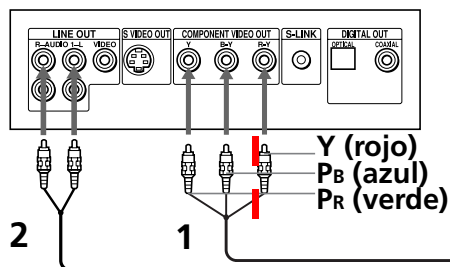 LINE OUT
S VIDEO OUT
COMPONENT VIDEO OUT
S-LINK
DIGITAL OUT
R–AUDIO 1–L
VIDEO
Y
B-Y
R-Y
OPTICAL
COAXIAL
Y (rojo)
PB (azul)
PR (verde)
2
1